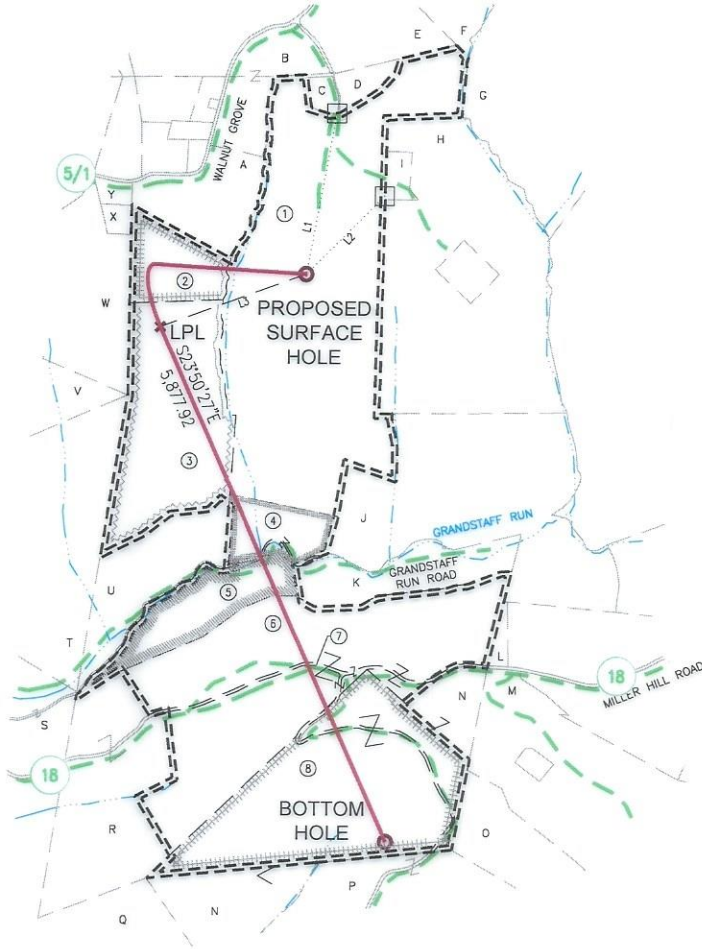 F
E
B
C
D
G
H
WALNUT GROVE
A
I
5/1
Y
X
1
L1
L2
2
W
L3
PROPOSED
SURFACE
HOLE
LPL
S23°50'27"E
5,877.92
V
3
4
J
GRANDSTAFF RUN
U
K
GRANDSTAFF
RUN ROAD
5
6
T
7
L
18
S
N
M
MILLER HILL ROAD
18
8
BOTTOM
HOLE
R
O
P
N
Q